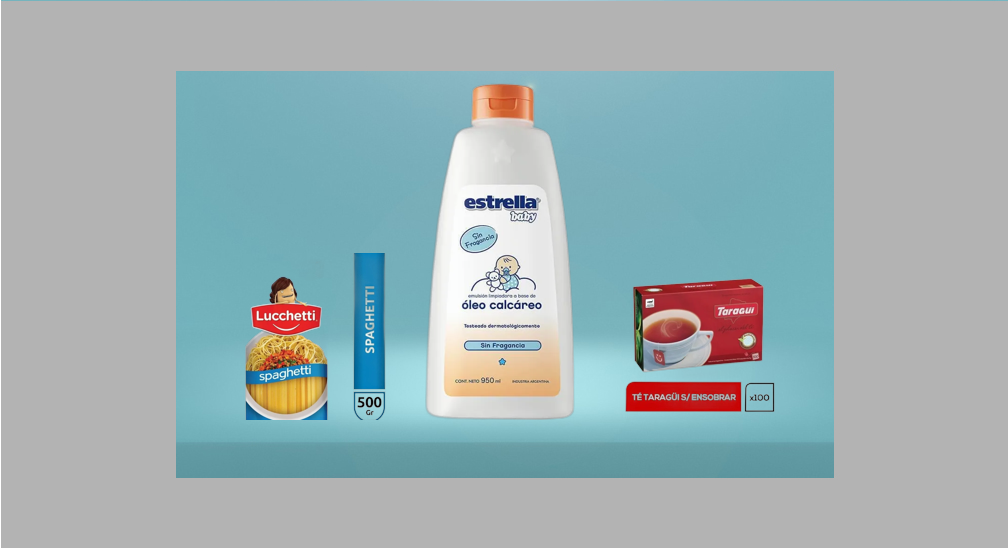 Lucchetti
spaghetti
SPAGHETTI
500
Gr
estrella
baby
Sin
Fragancia
emulsión limpiadora a base de
óleo calcáreo
Testeado dermatológicamente
Sin Fragancia
CONT. NETO 950 ml
INDUSTRIA ARGENTINA
Taragüi
TÉ TARAGÜI S/ ENSOBRAR
x100